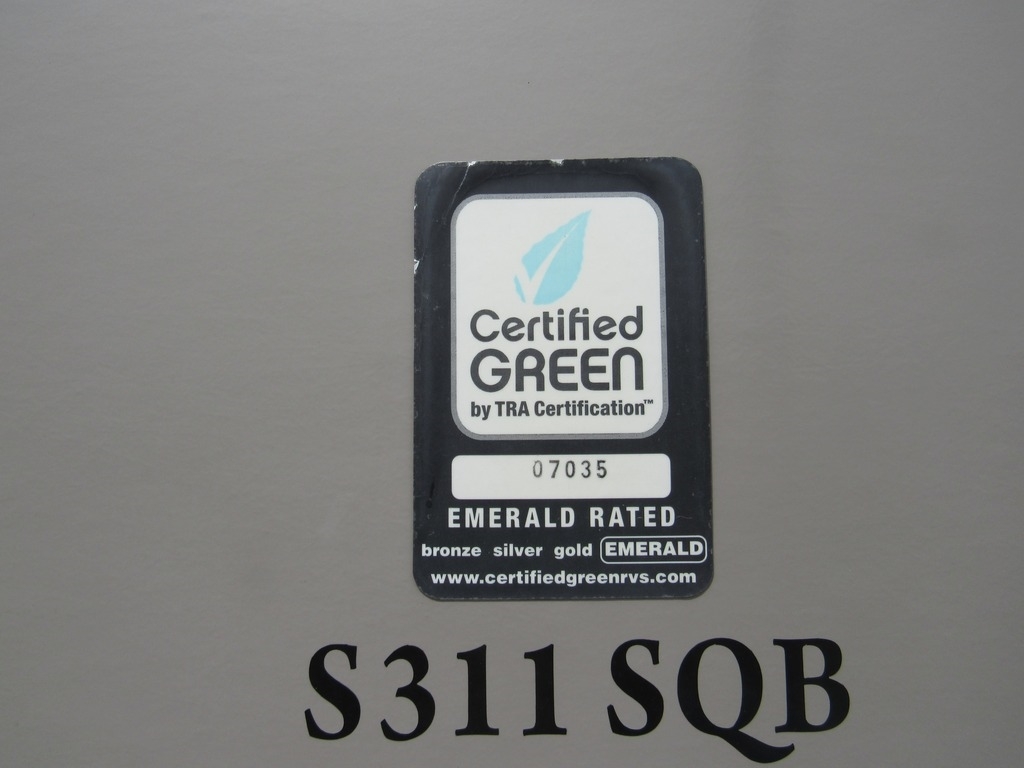 Certified
GREEN
by TRA Certification™
07035
EMERALD RATED
bronze silver gold EMERALD
www.certifiedgreenrvs.com
S311 SQB